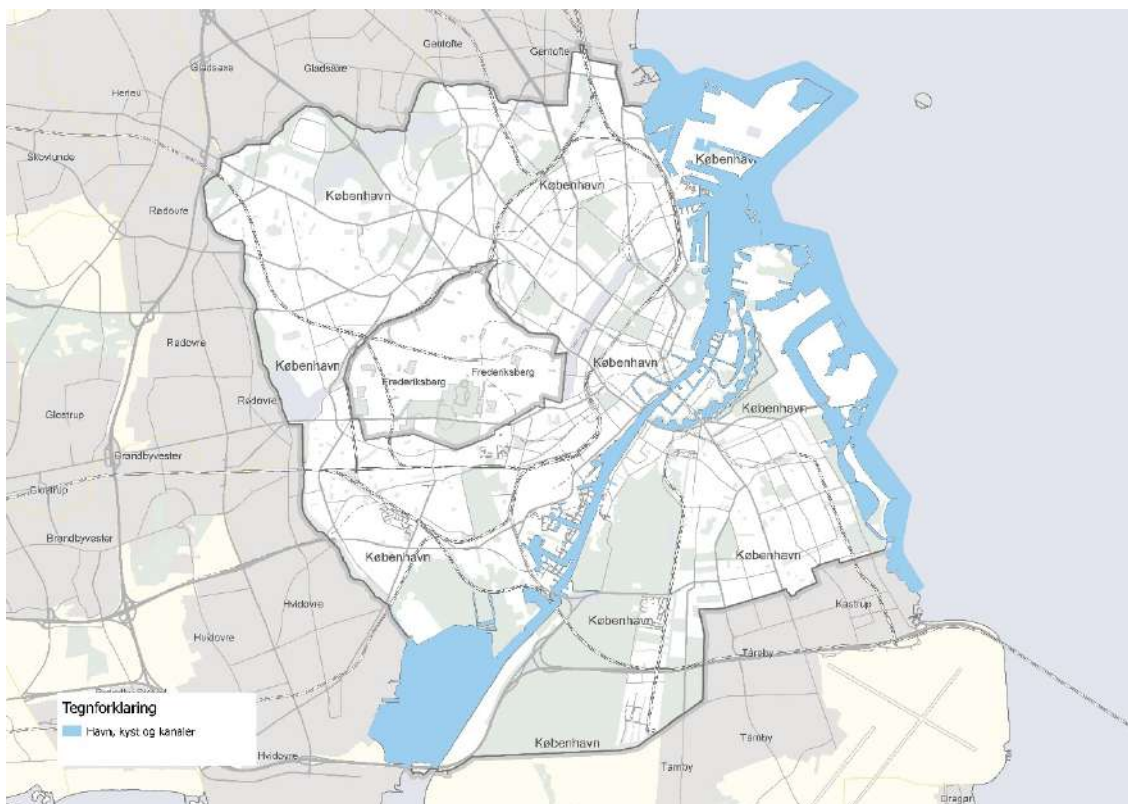 Gentofte
Gentofte
Gladsaxe
Gladsaxe
Herlev
København
Skovlunde
København
København
Rødovre
Rødovre
København
København
Frederiksberg
Frederiksberg
Rødovre
København
Glostrup
Brøndbyvester
Glostrup
Brøndbyvester
København
København
Hvidovre
Kastrup
København
Hvidovre
Tårnby
Tegnforklaring
Havn, kyst og kanaler
København
Tårnby
Hvidovre
Tårnby
Dragør